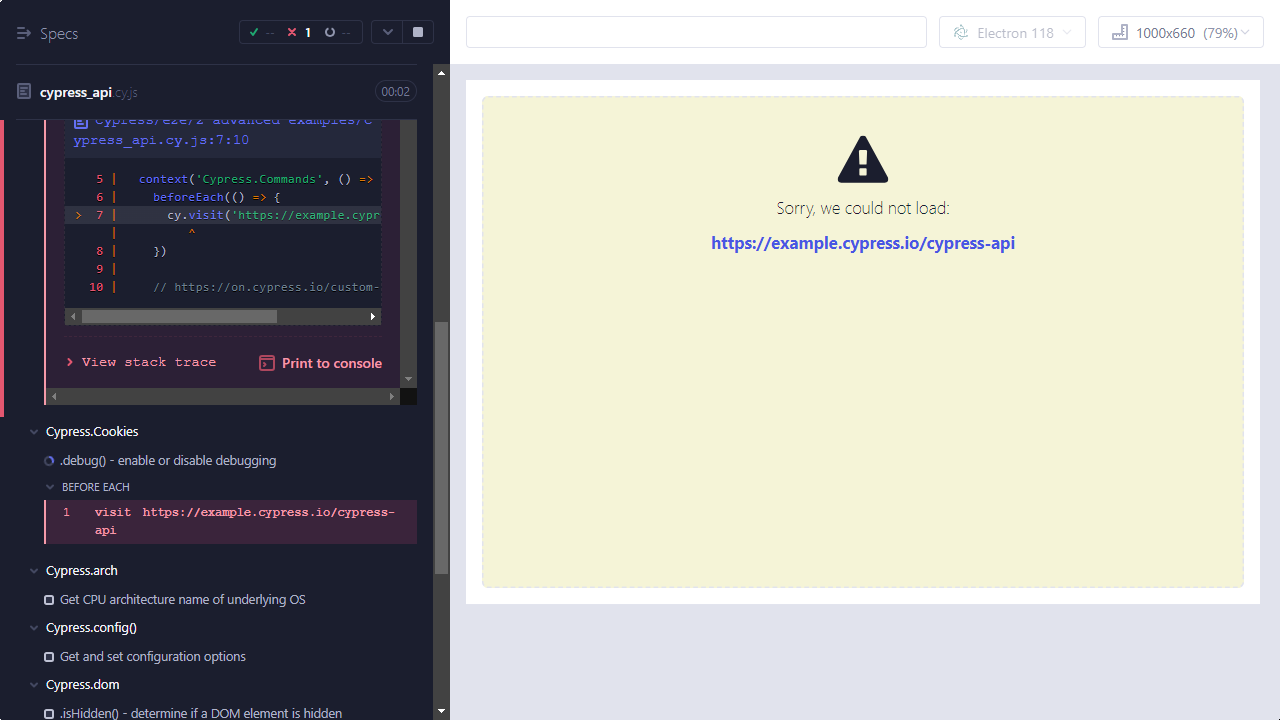 Specs
-- 1 --
cypress_api.cy.js
00:02
cypress/e2e/2 advanced examples/c
ypress_api.cy.js:7:10
5 | context('Cypress.Commands', () =>
6 | beforeEach(() => {
> 7 | cy.visit('https://example.cypr
| ^
8 | })
9 |
10 | // https://on.cypress.io/custom-
View stack trace
Print to console
Cypress.Cookies
.debug() - enable or disable debugging
BEFORE EACH
1 visit https://example.cypress.io/cypress-
api
Cypress.arch
Get CPU architecture name of underlying OS
Cypress.config()
Get and set configuration options
Cypress.dom
.isHidden() - determine if a DOM element is hidden
Electron 118
1000x660 (79%)
Sorry, we could not load:
https://example.cypress.io/cypress-api